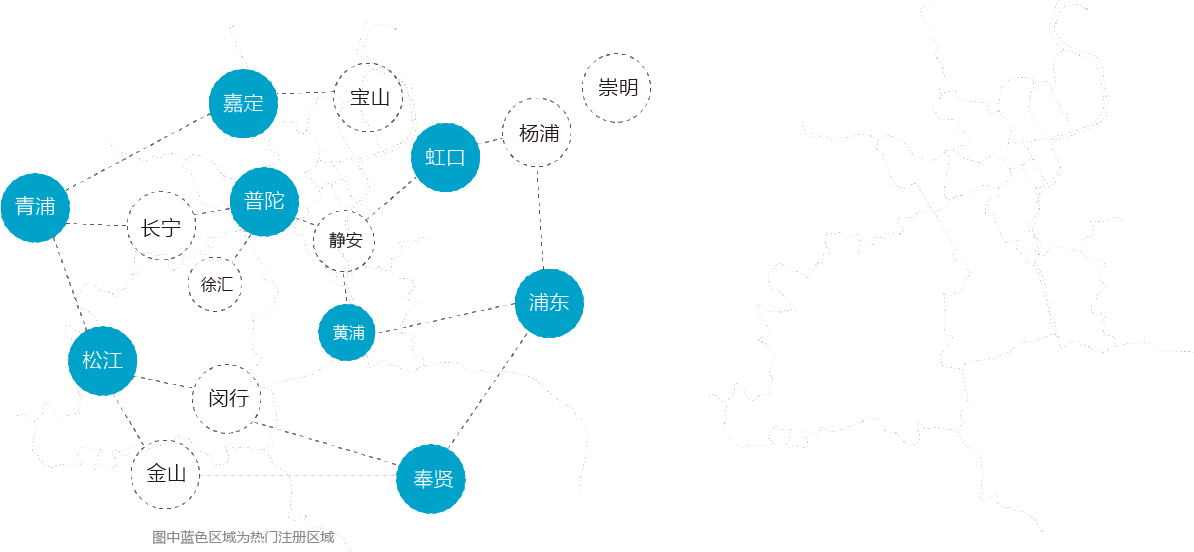 崇明
嘉定
宝山
杨浦
虹口
青浦
普陀
长宁
静安
徐汇
浦东
黄浦
松江
闵行
金山
奉贤
图中蓝色区域为热门注册区域